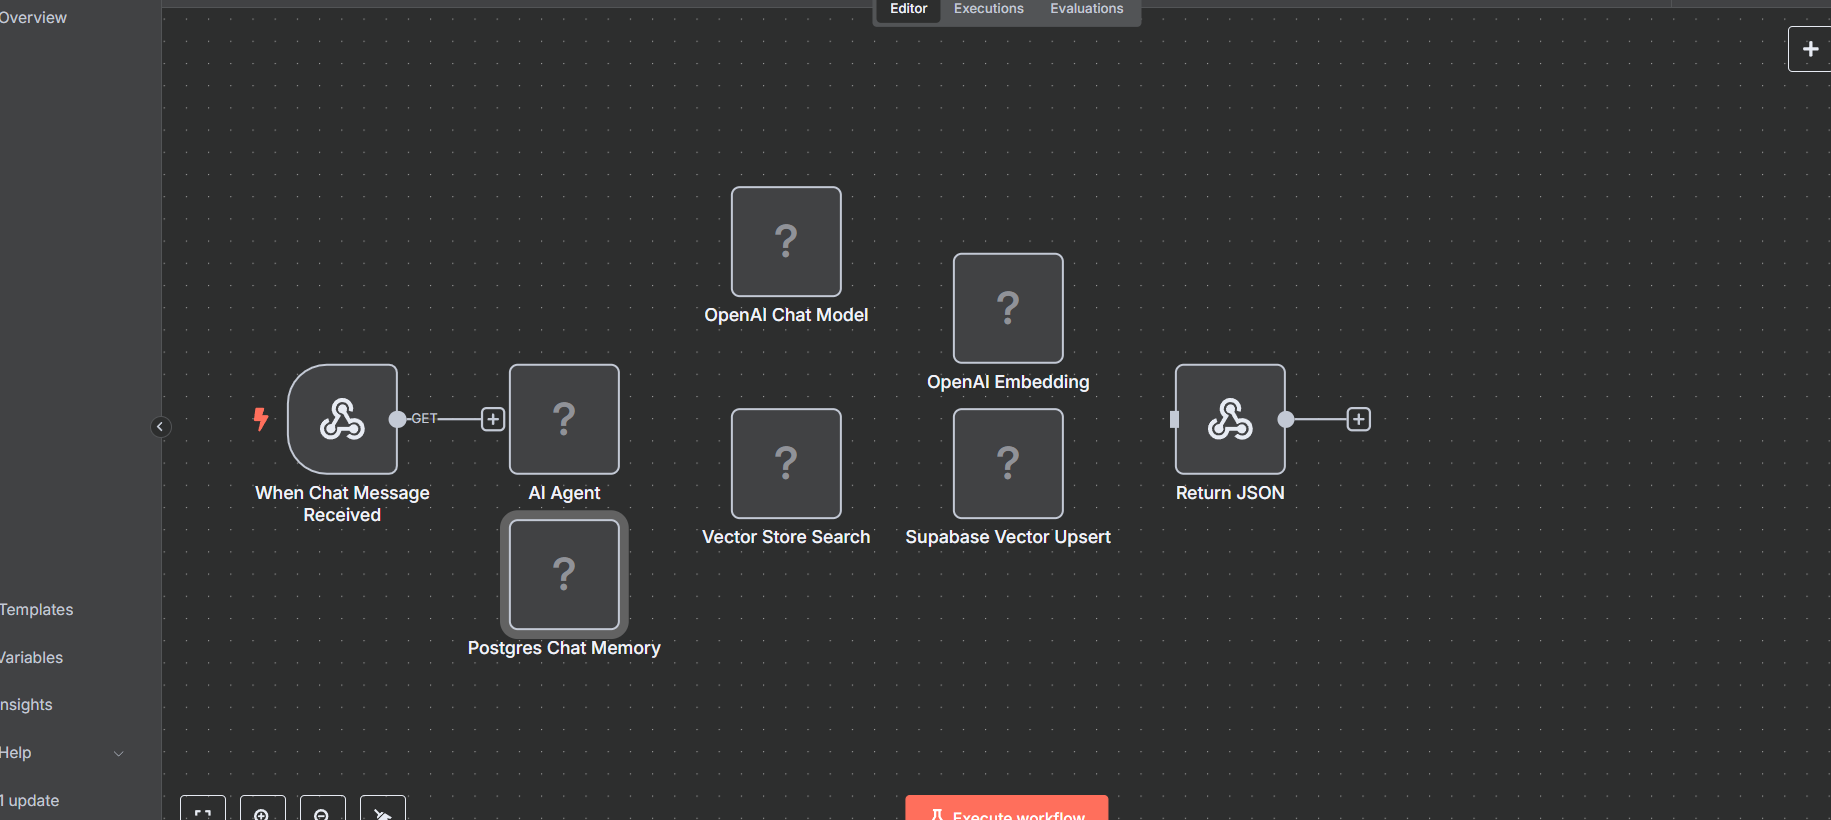 Overview
Editor
Executions
Evaluations
?
OpenAI Chat Model
?
OpenAI Embedding
GET
?
?
?
When Chat Message
Received
AI Agent
Vector Store Search
Supabase Vector Upsert
Return JSON
?
Postgres Chat Memory
Templates
Variables
nsights
Help
1 update
Execute workflow